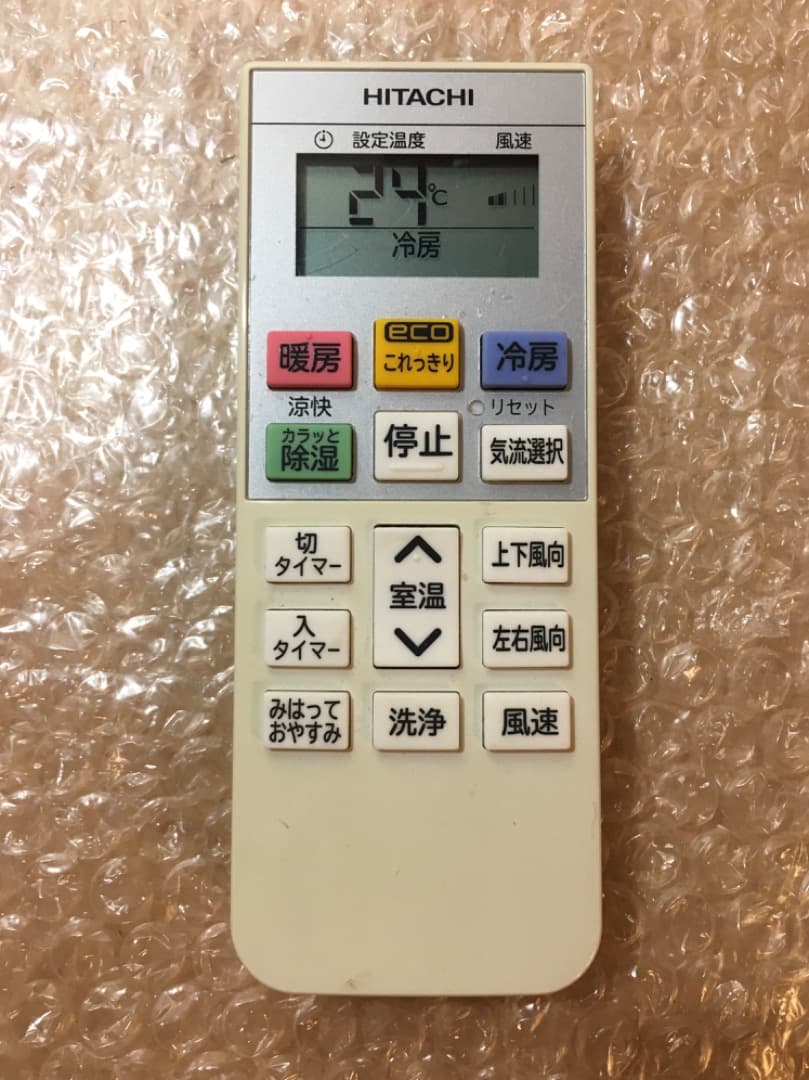 HITACHI
設定温度 風速
24℃
冷房
暖房
eco
これっきり
冷房
涼快
リセット
カラッと
除湿
停止
気流選択
切
タイマー
室温
上下風向
入
タイマー
左右風向
みはって
おやすみ
洗浄
風速